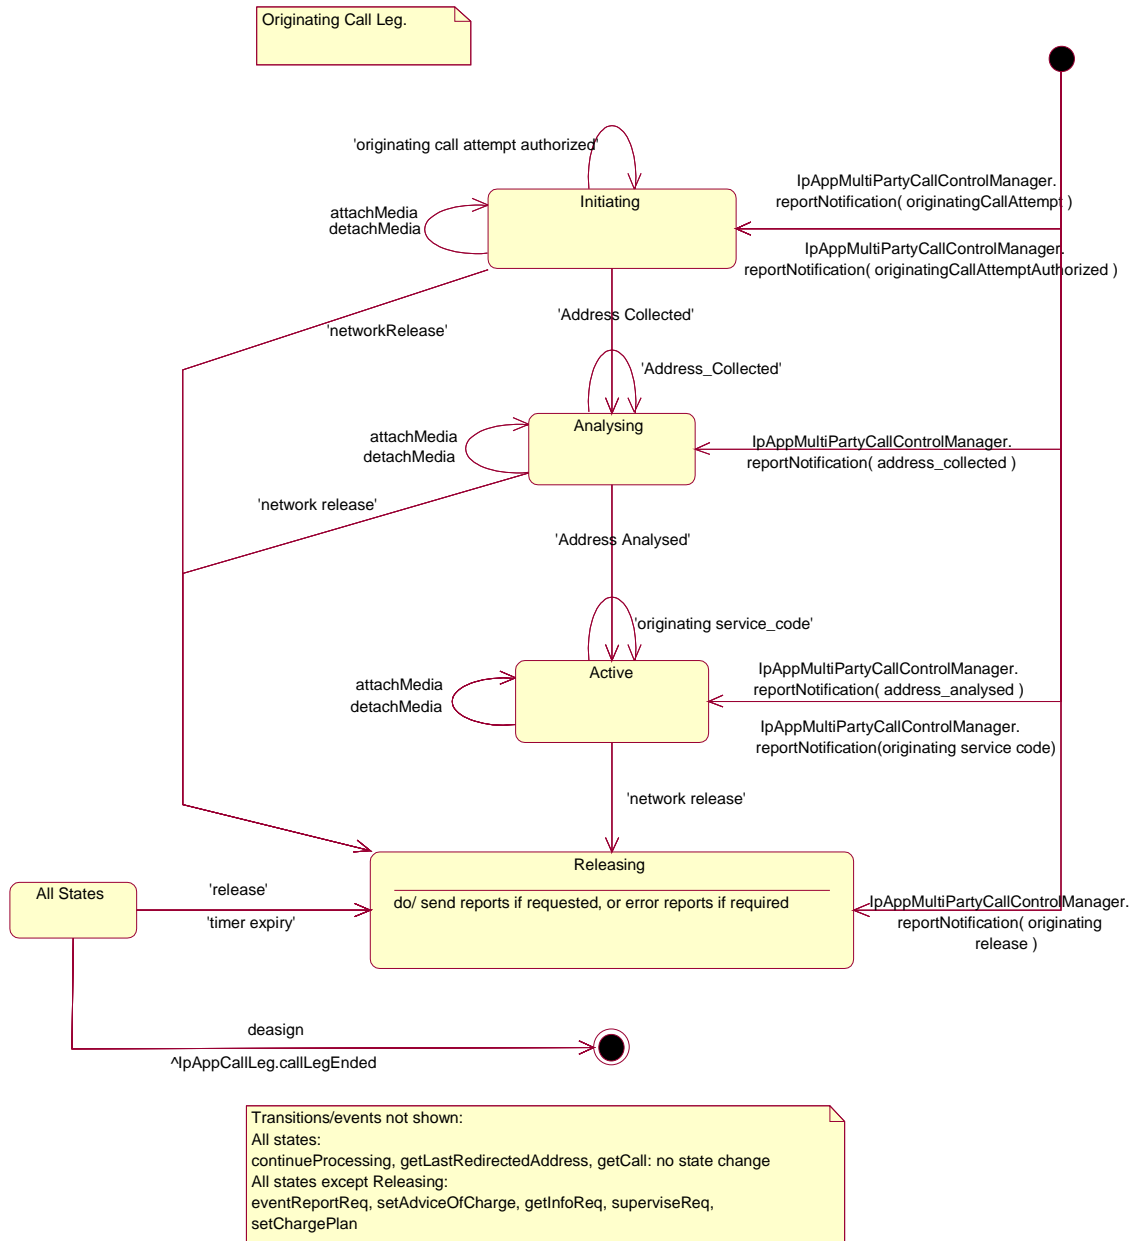 Originating Call Leg.
'originating call attempt authorized'
IpAppMultiPartyCallControlManager.
reportNotification( originatingCallAttempt )
Initiating
attachMedia
detachMedia
IpAppMultiPartyCallControlManager.
reportNotification( originatingCallAttemptAuthorized )
'Address Collected'
'networkRelease'
'Address_Collected'
Analysing
attachMedia
detachMedia
IpAppMultiPartyCallControlManager.
reportNotification( address_collected )
'network release'
'Address Analysed'
'originating service_code'
Active
attachMedia
detachMedia
IpAppMultiPartyCallControlManager.
reportNotification( address_analysed )
IpAppMultiPartyCallControlManager.
reportNotification(originating service code)
'network release'
Releasing
do/ send reports if requested, or error reports if required
All States
'release'
'timer expiry'
IpAppMultiPartyCallControlManager.
reportNotification( originating
release )
deasign
^IpAppCallLeg.callLegEnded
Transitions/events not shown:
All states:
continueProcessing, getLastRedirectedAddress, getCall: no state change
All states except Releasing:
eventReportReq, setAdviceOfCharge, getInfoReq, superviseReq,
setChargePlan